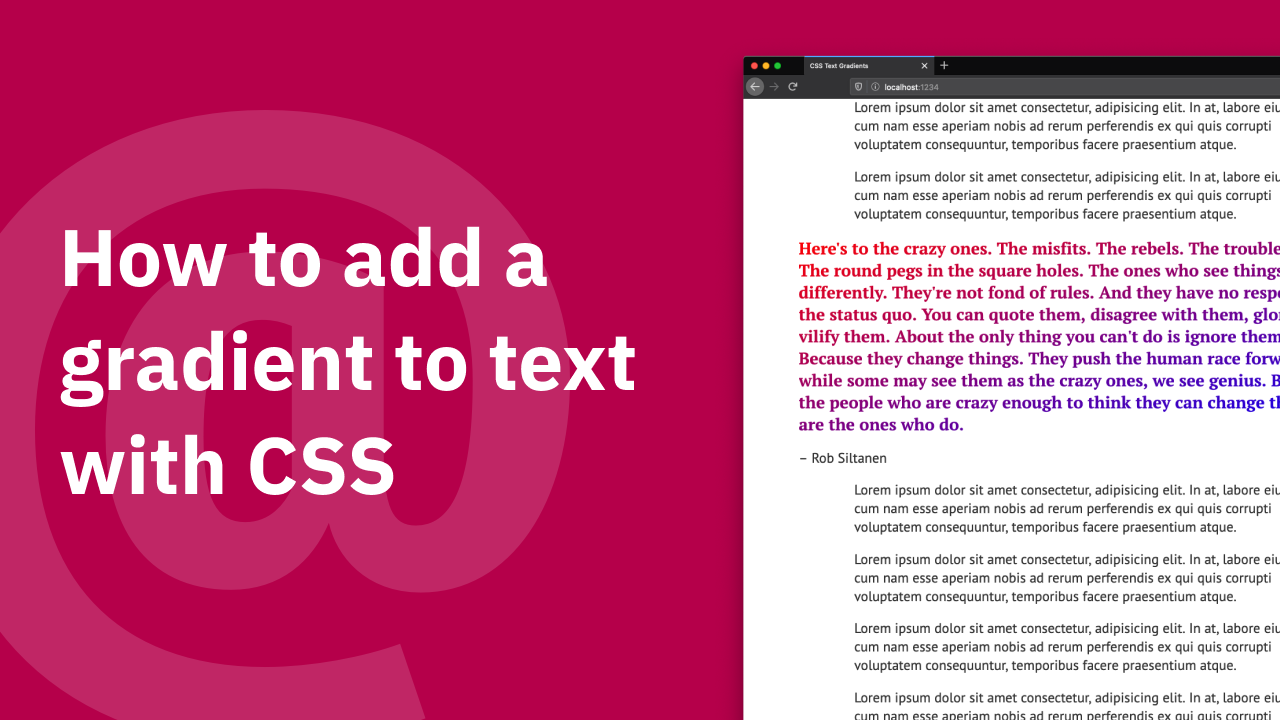 How to add a
gradient to text
with CSS
CSS Text Gradients
localhost:1234
Lorem ipsum dolor sit amet consectetur, adipisicing elit. In at, labore eiu
cum nam esse aperiam nobis ad rerum perferendis ex qui quis corrupti
voluptatem consequuntur, temporibus facere praesentium atque.
Lorem ipsum dolor sit amet consectetur, adipisicing elit. In at, labore eiu
cum nam esse aperiam nobis ad rerum perferendis ex qui quis corrupti
voluptatem consequuntur, temporibus facere praesentium atque.
Here's to the crazy ones. The misfits. The rebels. The trouble
The round pegs in the square holes. The ones who see things
differently. They're not fond of rules. And they have no respe
the status quo. You can quote them, disagree with them, glor
vilify them. About the only thing you can't do is ignore them
Because they change things. They push the human race forw
while some may see them as the crazy ones, we see genius. B
the people who are crazy enough to think they can change th
are the ones who do.
– Rob Siltanen
Lorem ipsum dolor sit amet consectetur, adipisicing elit. In at, labore eiu
cum nam esse aperiam nobis ad rerum perferendis ex qui quis corrupti
voluptatem consequuntur, temporibus facere praesentium atque.
Lorem ipsum dolor sit amet consectetur, adipisicing elit. In at, labore eiu
cum nam esse aperiam nobis ad rerum perferendis ex qui quis corrupti
voluptatem consequuntur, temporibus facere praesentium atque.
Lorem ipsum dolor sit amet consectetur, adipisicing elit. In at, labore eiu
cum nam esse aperiam nobis ad rerum perferendis ex qui quis corrupti
voluptatem consequuntur, temporibus facere praesentium atque.
Lorem ipsum dolor sit amet consectetur, adipisicing elit. In at, labore eiu
cum nam esse aperiam nobis ad rerum perferendis ex qui quis corrupti